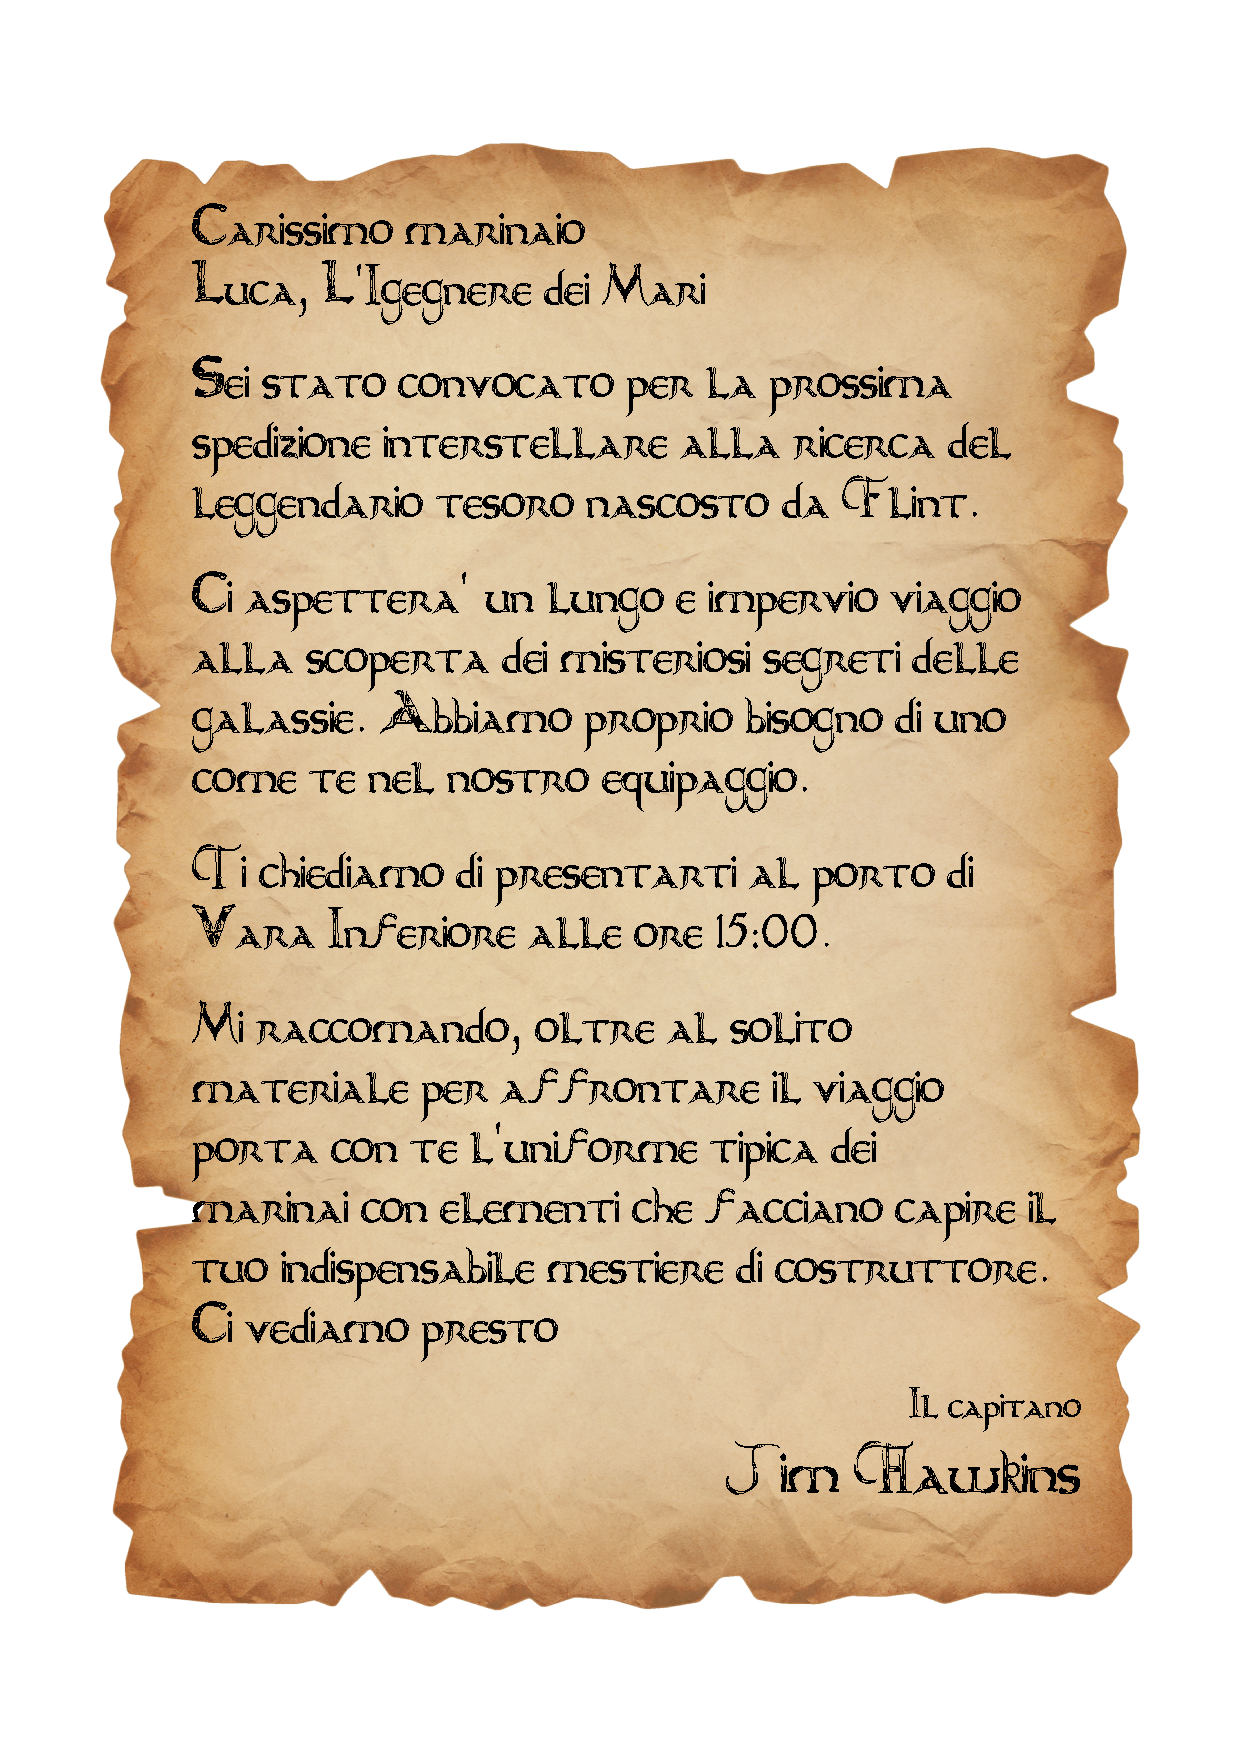 Carissimo marinaio
Luca, L'Igegnere dei Mari
Sei stato convocato per la prossima
spedizione interstellare alla ricerca del
leggendario tesoro nascosto da Flint.
Ci aspettera' un lungo e impervio viaggio
alla scoperta dei misteriosi segreti delle
galassie. Abbiamo proprio bisogno di uno
come te nel nostro equipaggio.
Ti chiediamo di presentarti al porto di
Vara Inferiore alle ore 15:00.
Mi raccomando, oltre al solito
materiale per affrontare il viaggio
porta con te l'uniforme tipica dei
marinai con elementi che facciano capire il
tuo indispensabile mestiere di costruttore.
Ci vediamo presto
Il capitano
Jim Hawkins